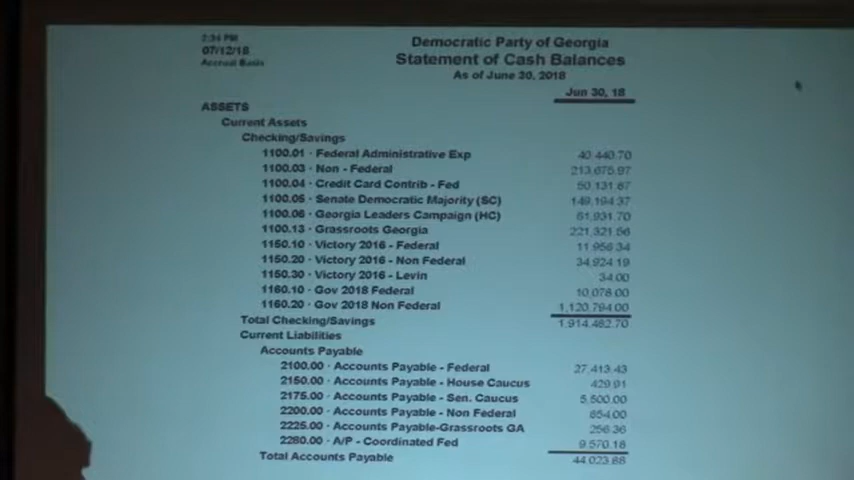 2:34 PM
07/12/18
Accrual Basis
Democratic Party of Georgia
Statement of Cash Balances
As of June 30, 2018
Jun 30, 18
ASSETS
Current Assets
Checking/Savings
1100.01 · Federal Administrative Exp 40,440.70
1100.03 · Non - Federal 213,675.97
1100.04 · Credit Card Contrib - Fed 50,131.87
1100.05 · Senate Democratic Majority (SC) 149,194.37
1100.06 · Georgia Leaders Campaign (HC) 61,931.70
1100.13 · Grassroots Georgia 221,321.56
1150.10 · Victory 2016 - Federal 11,956.34
1150.20 · Victory 2016 - Non Federal 34,924.19
1150.30 · Victory 2016 - Levin 34.00
1160.10 · Gov 2018 Federal 10,078.00
1160.20 · Gov 2018 Non Federal 1,120,794.00
Total Checking/Savings 1,914,482.70
Current Liabilities
Accounts Payable
2100.00 · Accounts Payable - Federal 27,413.43
2150.00 · Accounts Payable - House Caucus 429.91
2175.00 · Accounts Payable - Sen. Caucus 5,500.00
2200.00 · Accounts Payable - Non Federal 854.00
2225.00 · Accounts Payable-Grassroots GA 256.36
2280.00 · A/P - Coordinated Fed 9,570.18
Total Accounts Payable 44,023.88